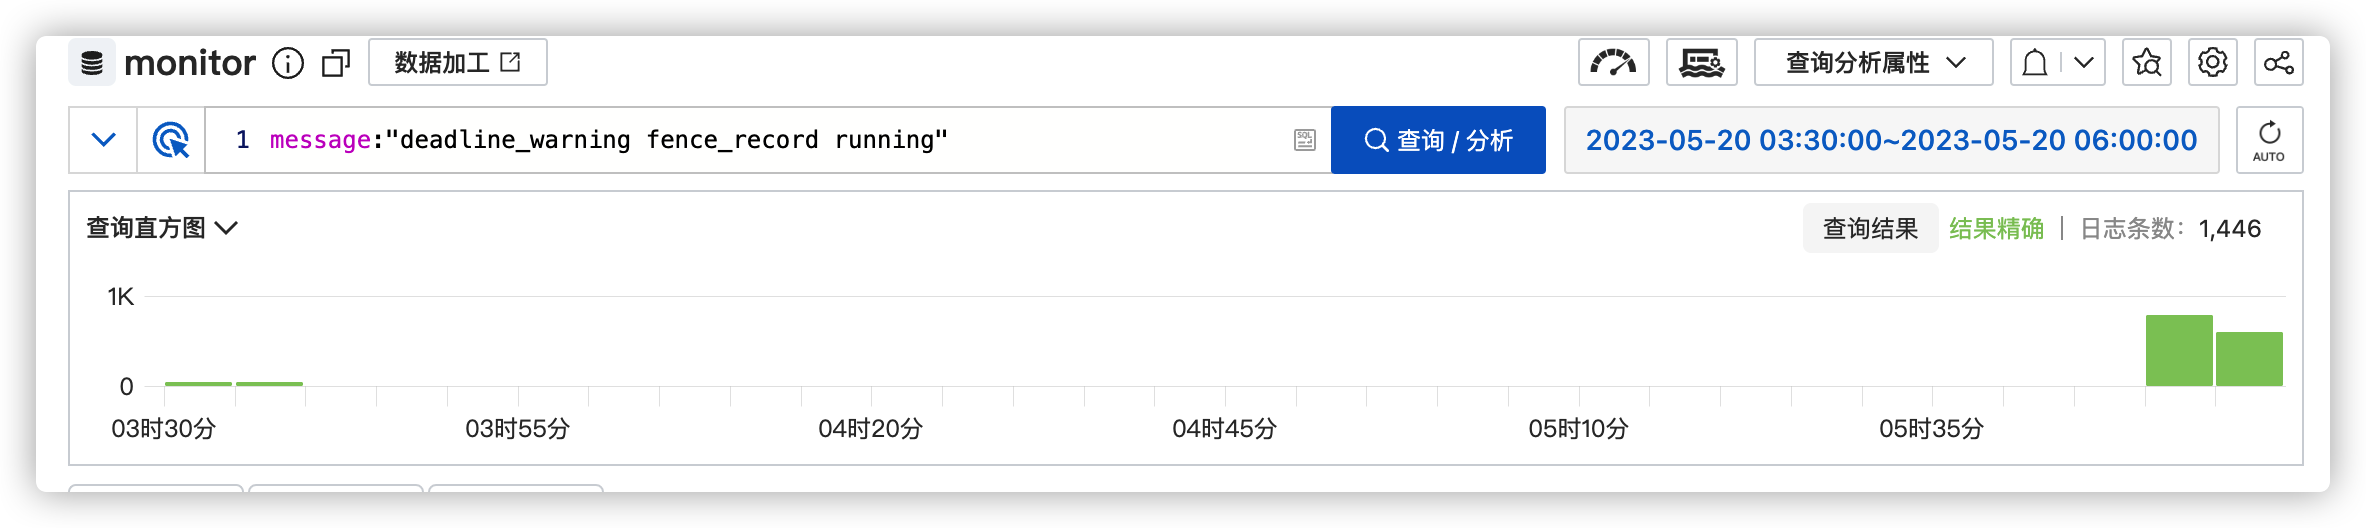 monitor 数据加工 查询分析属性
1 message:"deadline_warning fence_record running" 查询 / 分析 2023-05-20 03:30:00~2023-05-20 06:00:00 AUTO
查询直方图 查询结果 结果精确 日志条数: 1,446
1K
0
03时30分 03时55分 04时20分 04时45分 05时10分 05时35分